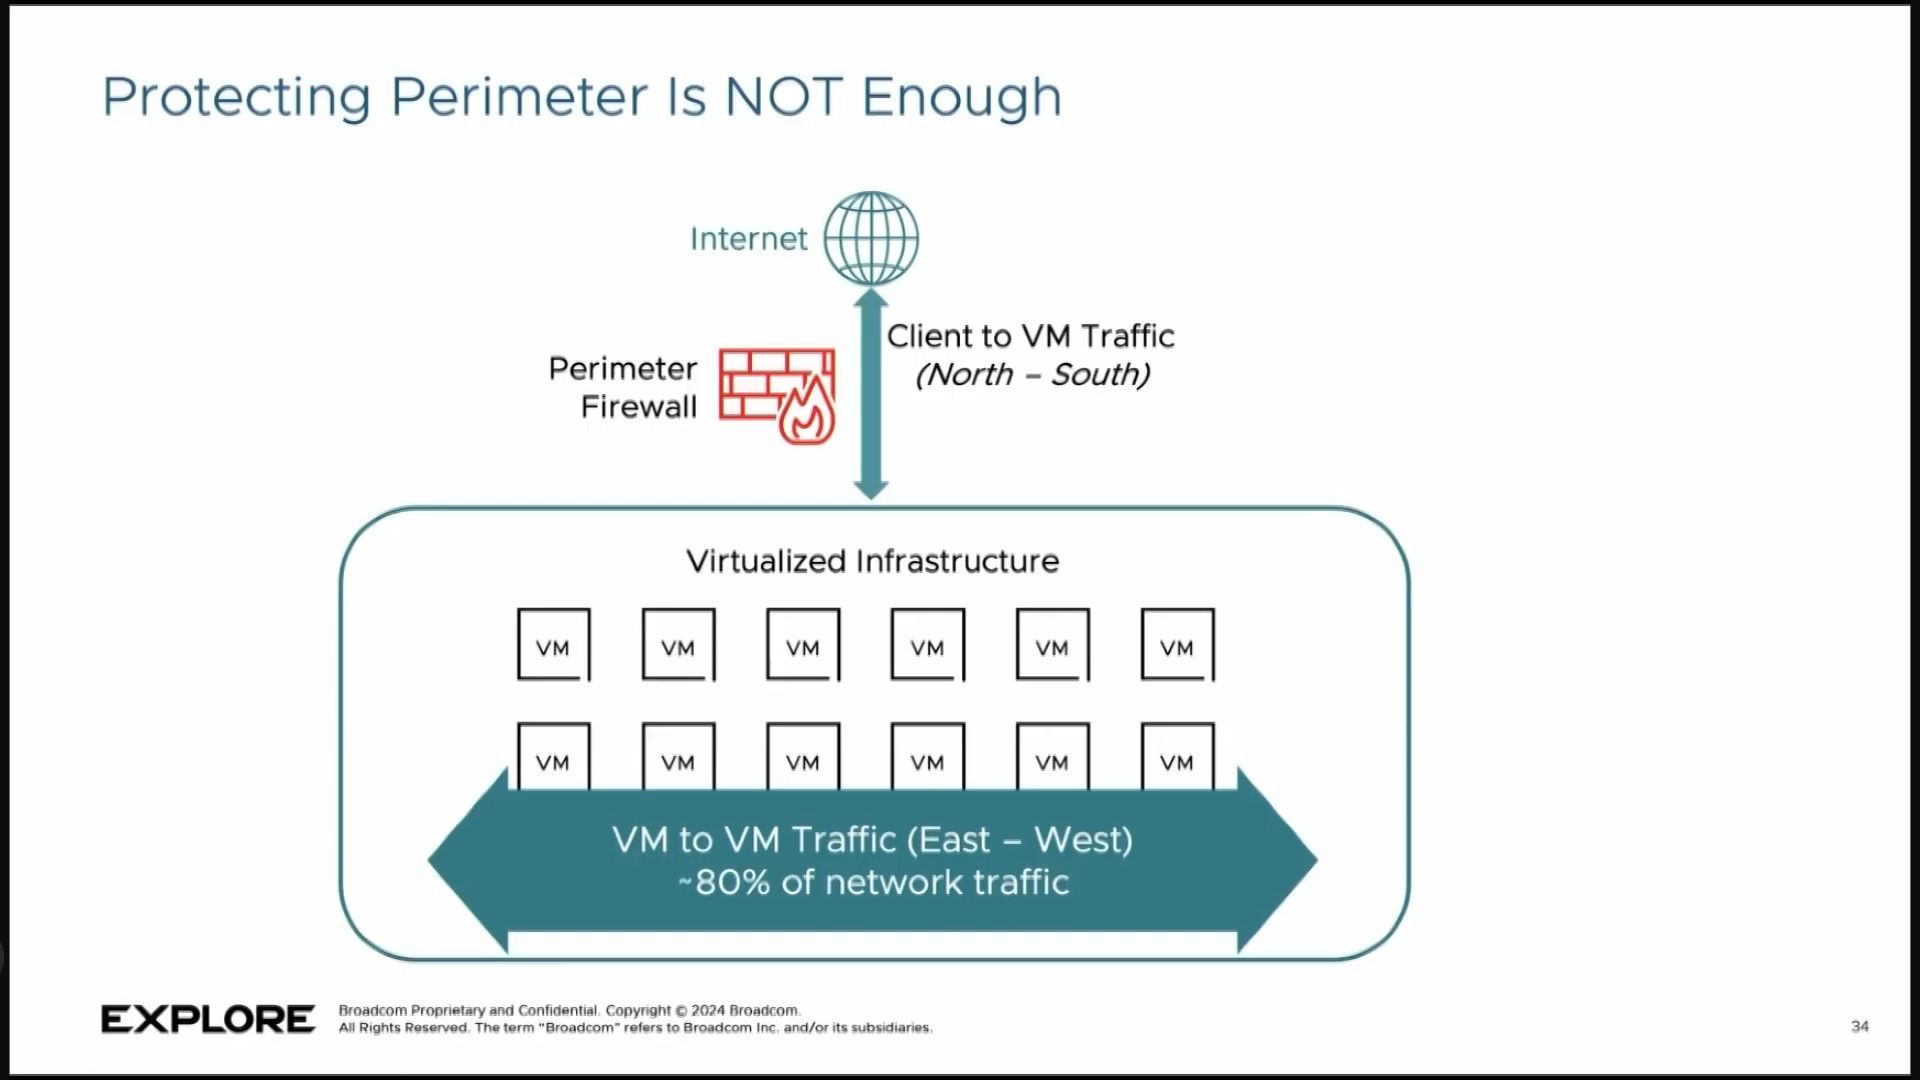 Protecting Perimeter Is NOT Enough
Internet
Client to VM Traffic
(North – South)
Perimeter
Firewall
Virtualized Infrastructure
VM VM VM VM VM VM
VM VM VM VM VM VM
VM to VM Traffic (East – West)
~80% of network traffic
EXPLORE
Broadcom Proprietary and Confidential. Copyright © 2024 Broadcom.
All Rights Reserved. The term “Broadcom” refers to Broadcom Inc. and/or its subsidiaries.
34